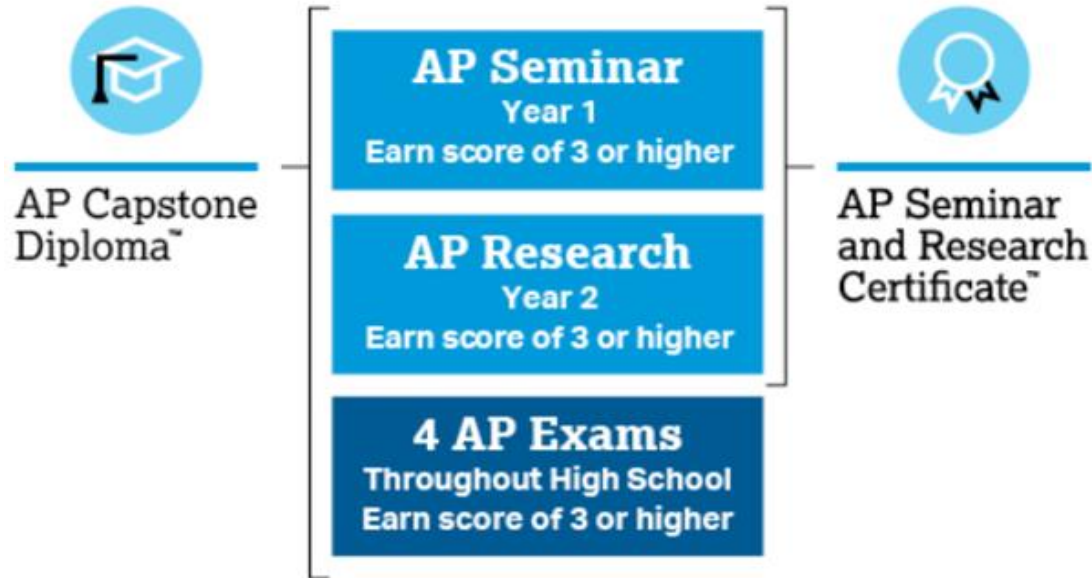 AP Capstone
Diploma™
AP Seminar
Year 1
Earn score of 3 or higher
AP Research
Year 2
Earn score of 3 or higher
4 AP Exams
Throughout High School
Earn score of 3 or higher
AP Seminar
and Research
Certificate™